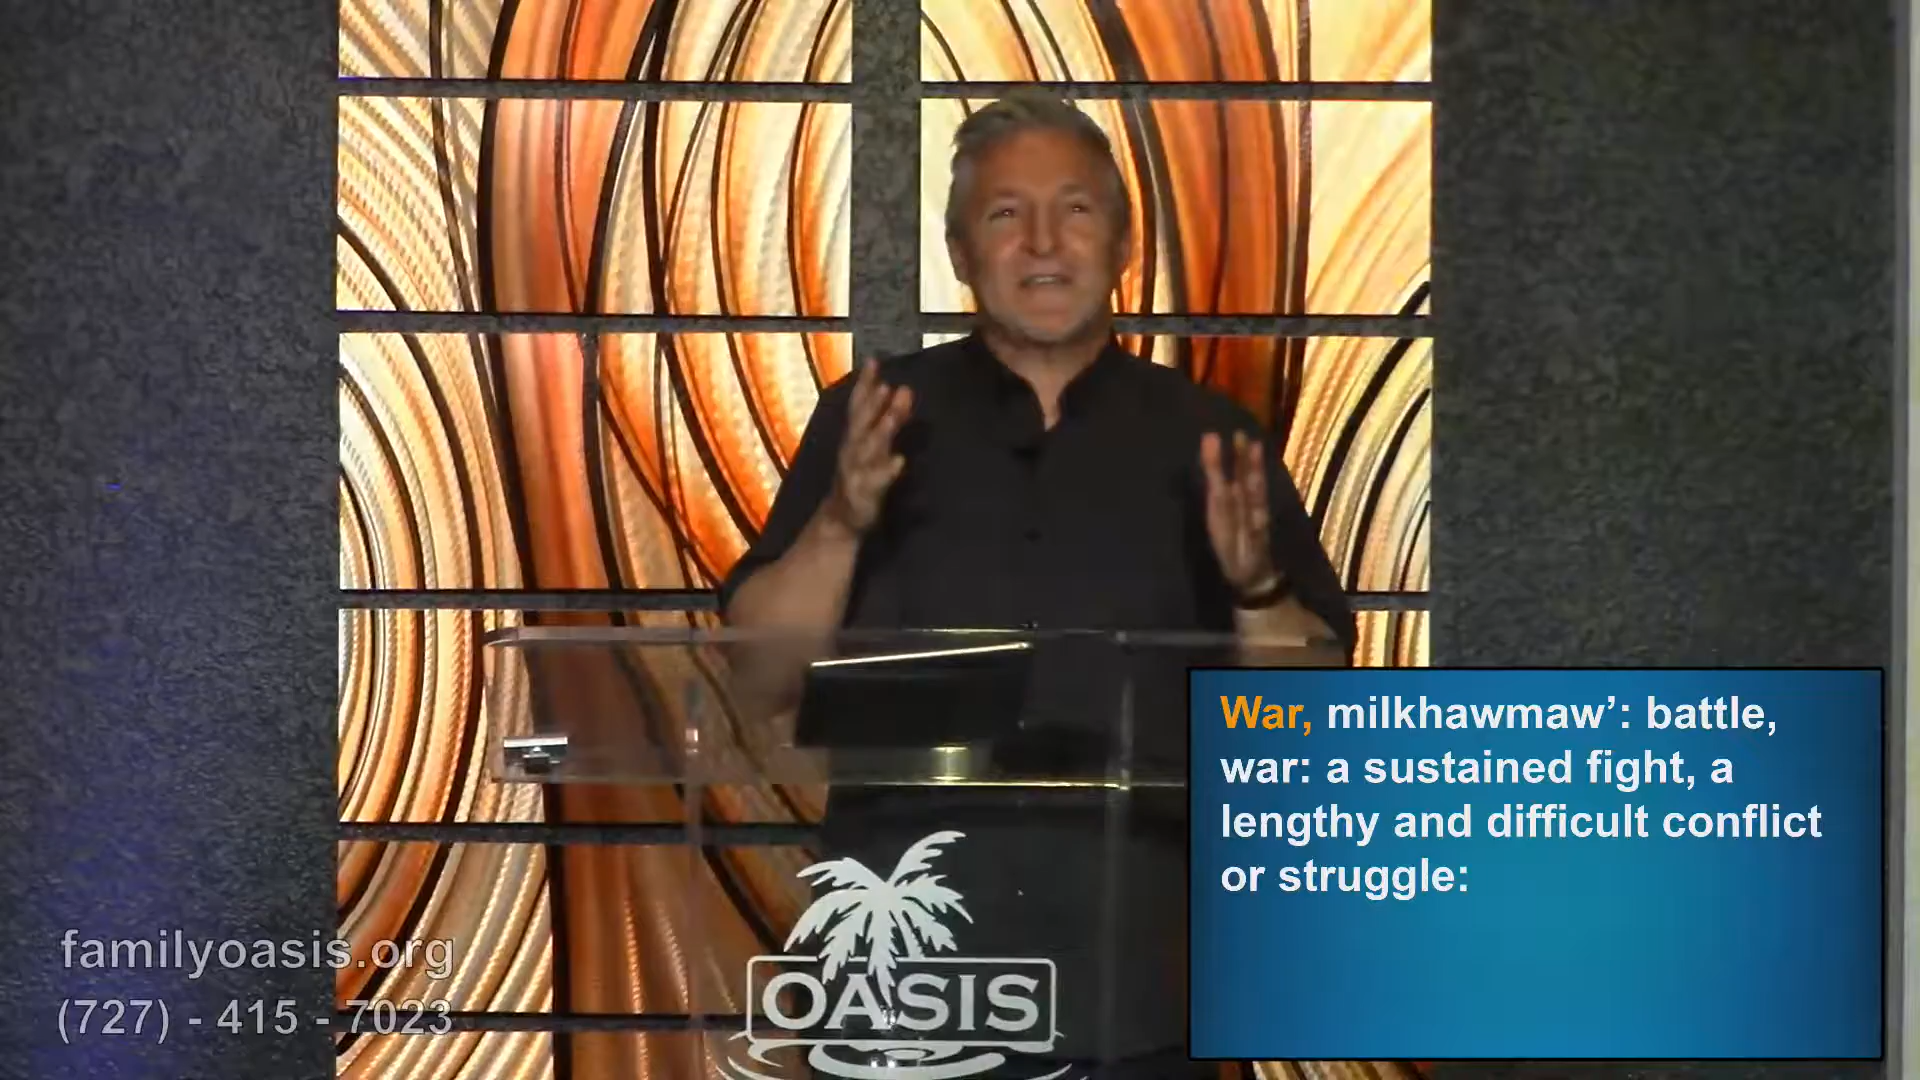 War, milkhawmaw’: battle,
war: a sustained fight, a
lengthy and difficult conflict
or struggle:
familyoasis.org
(727) - 415 - 7023
OASIS